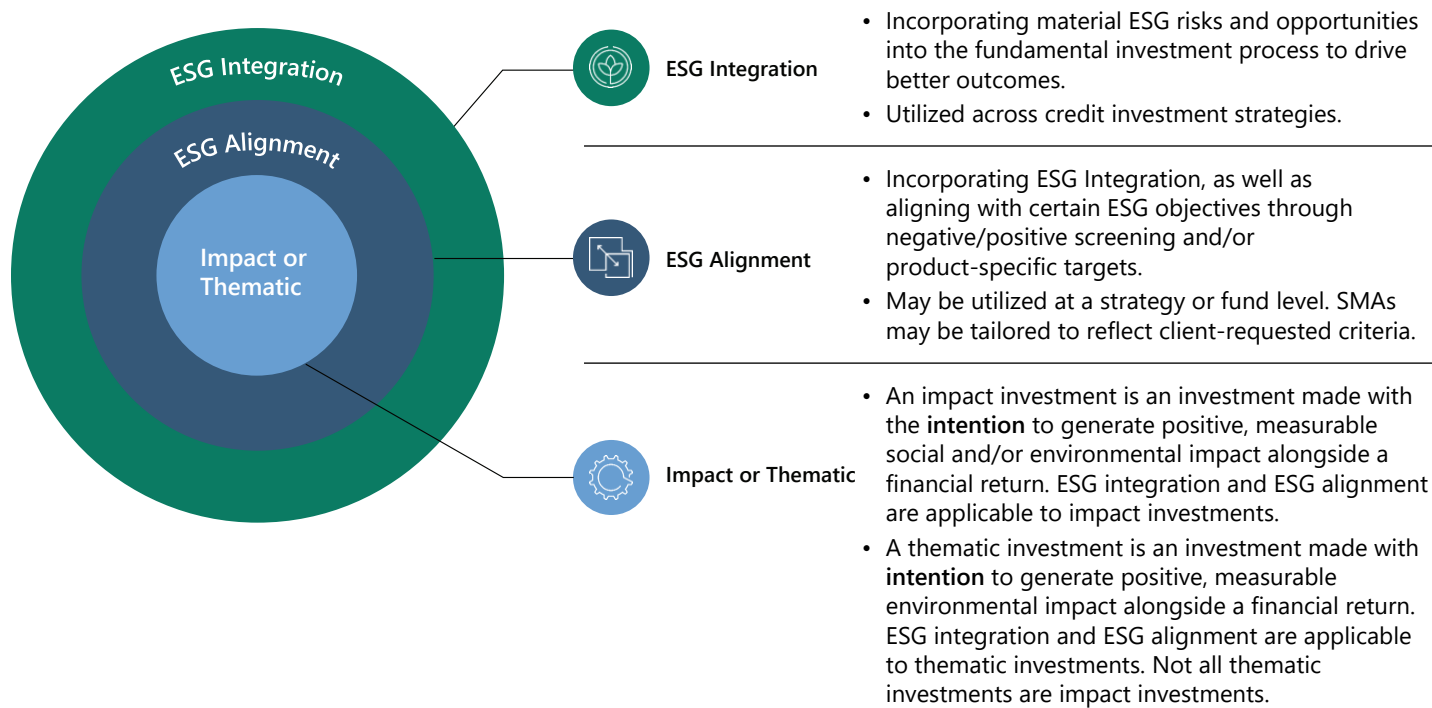 ESG Integration
ESG Alignment
Impact or
Thematic
ESG Integration
• Incorporating material ESG risks and opportunities
into the fundamental investment process to drive
better outcomes.
• Utilized across credit investment strategies.
ESG Alignment
• Incorporating ESG Integration, as well as
aligning with certain ESG objectives through
negative/positive screening and/or
product-specific targets.
• May be utilized at a strategy or fund level. SMAs
may be tailored to reflect client-requested criteria.
Impact or Thematic
• An impact investment is an investment made with
the intention to generate positive, measurable
social and/or environmental impact alongside a
financial return. ESG integration and ESG alignment
are applicable to impact investments.
• A thematic investment is an investment made with
intention to generate positive, measurable
environmental impact alongside a financial return.
ESG integration and ESG alignment are applicable
to thematic investments. Not all thematic
investments are impact investments.